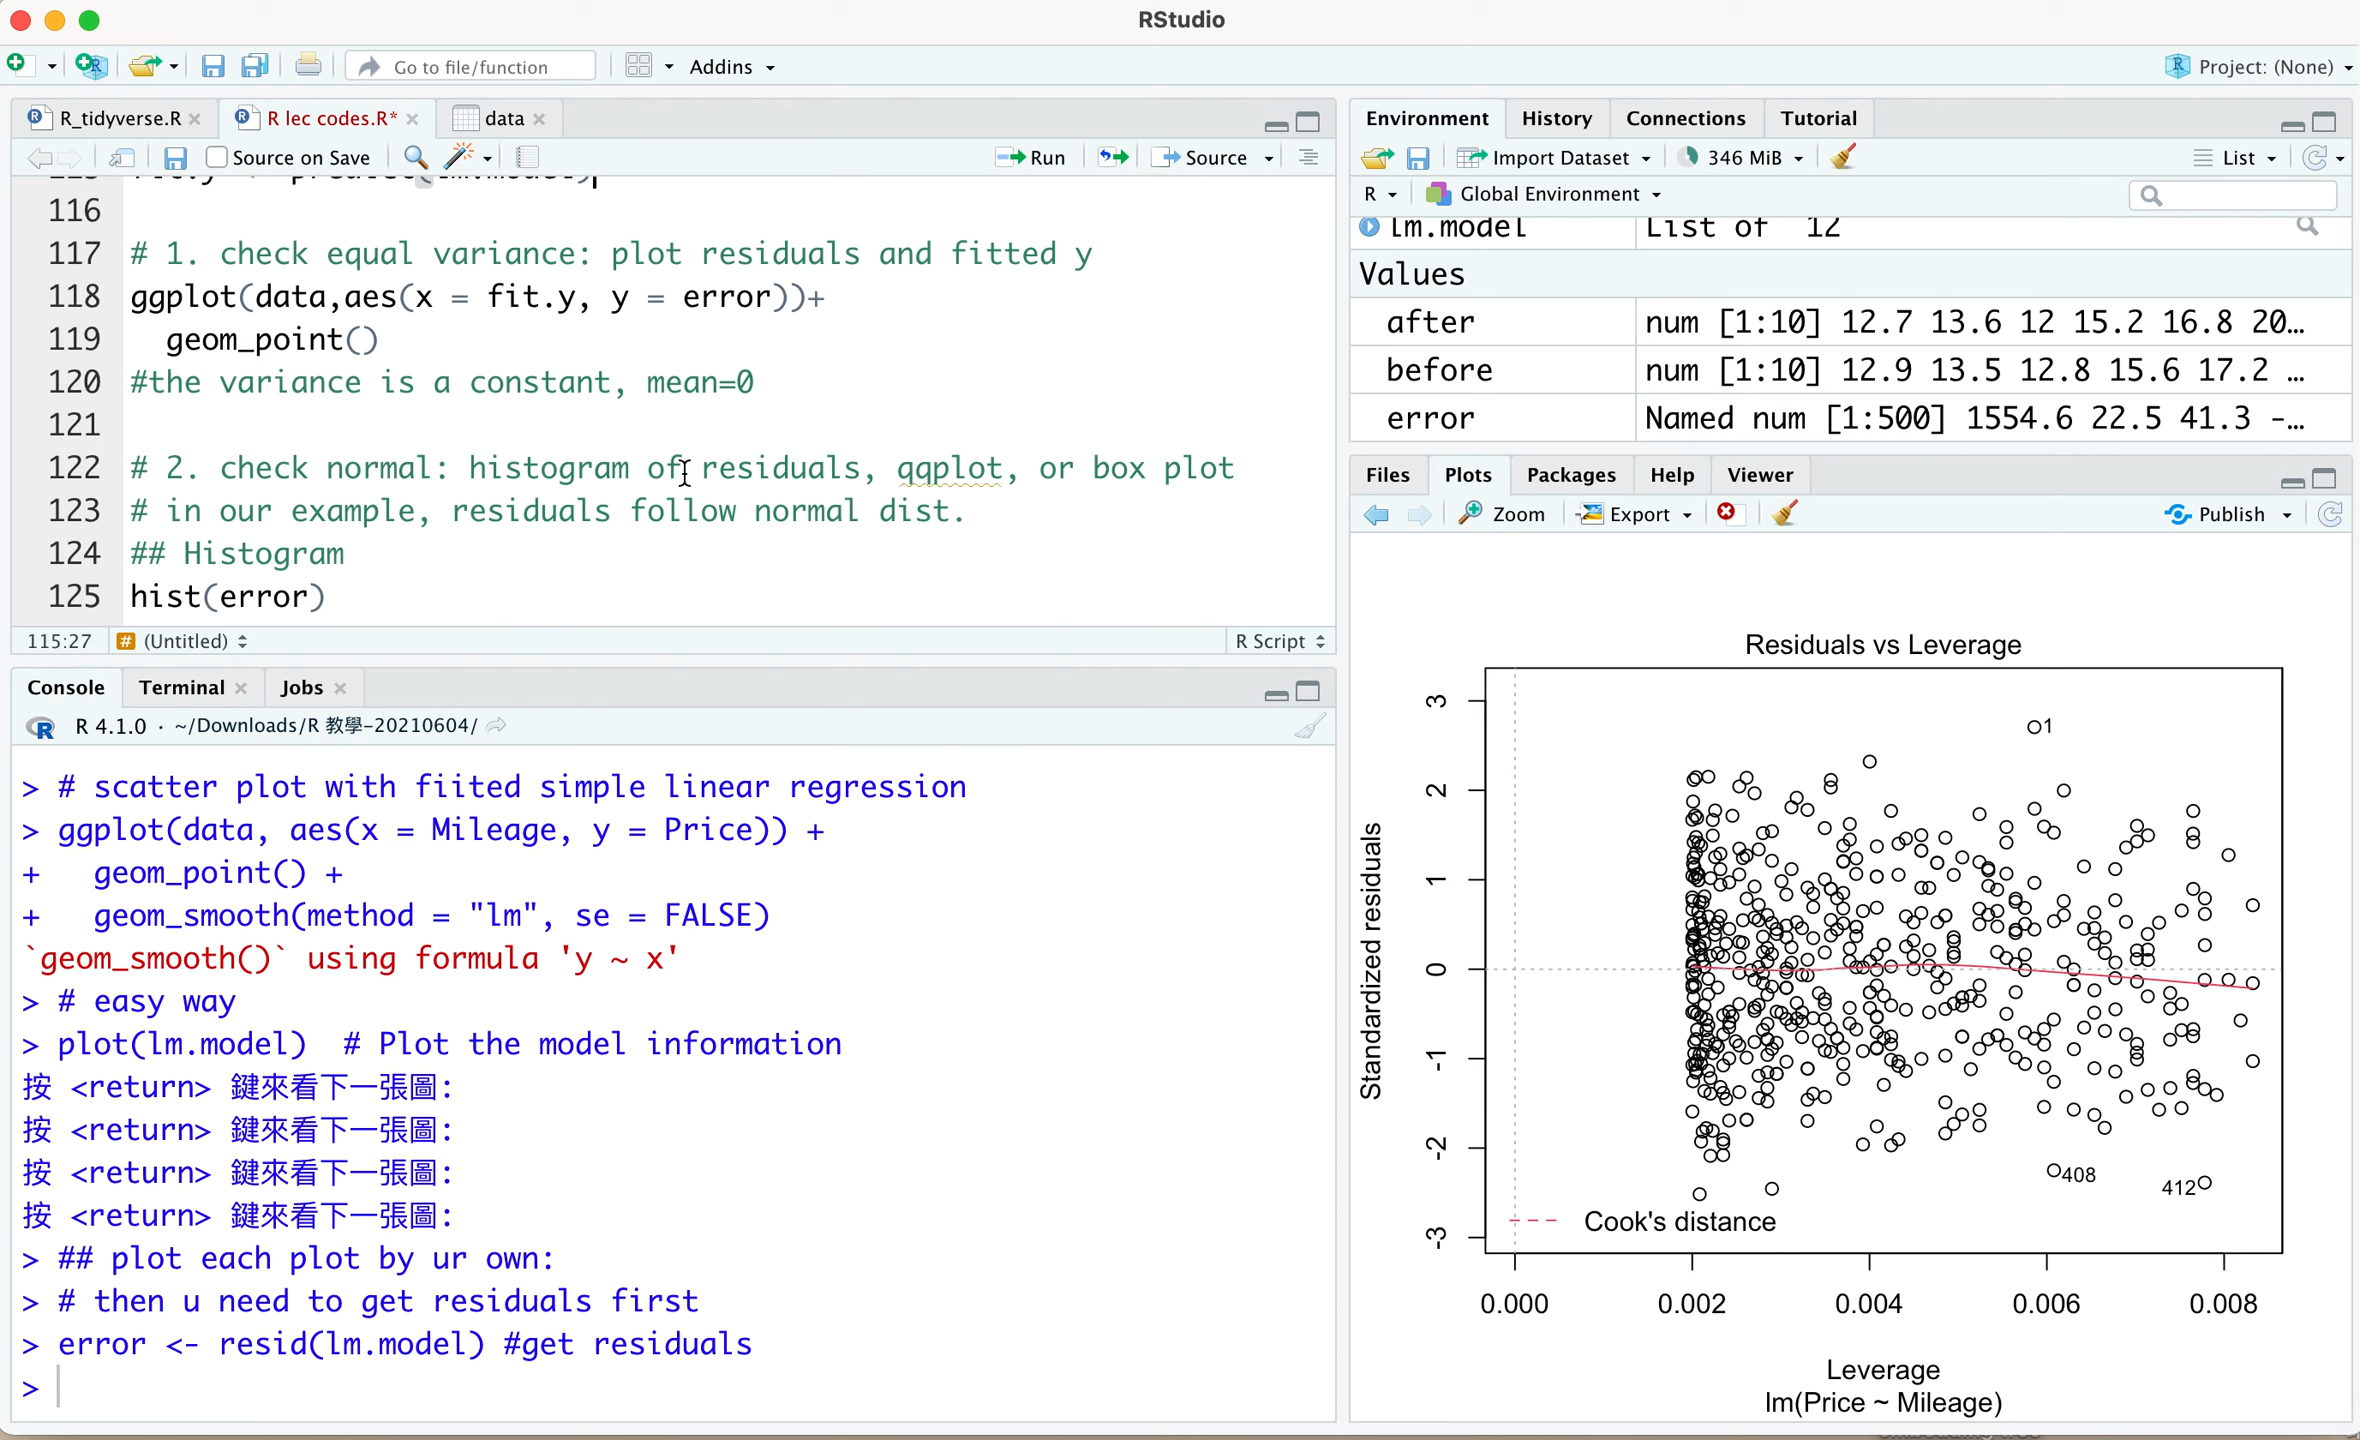 RStudio
Go to file/function
Addins
Project: (None)
R_tidyverse.R
R lec codes.R*
data
Source on Save
Run
Source
116
117 # 1. check equal variance: plot residuals and fitted y
118 ggplot(data,aes(x = fit.y, y = error))+
119 geom_point()
120 #the variance is a constant, mean=0
121
122 # 2. check normal: histogram of residuals, qqplot, or box plot
123 # in our example, residuals follow normal dist.
124 ## Histogram
125 hist(error)
115:27 # (Untitled) R Script
Console Terminal Jobs
R 4.1.0 · ~/Downloads/R 教學-20210604/
> # scatter plot with fiited simple linear regression
> ggplot(data, aes(x = Mileage, y = Price)) +
+ geom_point() +
+ geom_smooth(method = "lm", se = FALSE)
`geom_smooth()` using formula 'y ~ x'
> # easy way
> plot(lm.model) # Plot the model information
按 <return> 鍵來看下一張圖:
按 <return> 鍵來看下一張圖:
按 <return> 鍵來看下一張圖:
按 <return> 鍵來看下一張圖:
> ## plot each plot by ur own:
> # then u need to get residuals first
> error <- resid(lm.model) #get residuals
>
Environment History Connections Tutorial
Import Dataset 346 MiB List
R Global Environment
lm.model List of 12
Values
after num [1:10] 12.7 13.6 12 15.2 16.8 20…
before num [1:10] 12.9 13.5 12.8 15.6 17.2 …
error Named num [1:500] 1554.6 22.5 41.3 -…
Files Plots Packages Help Viewer
Zoom Export Publish
Residuals vs Leverage
Standardized residuals
3
2
1
0
-1
-2
-3
1
408
412
Cook's distance
0.000 0.002 0.004 0.006 0.008
Leverage
lm(Price ~ Mileage)